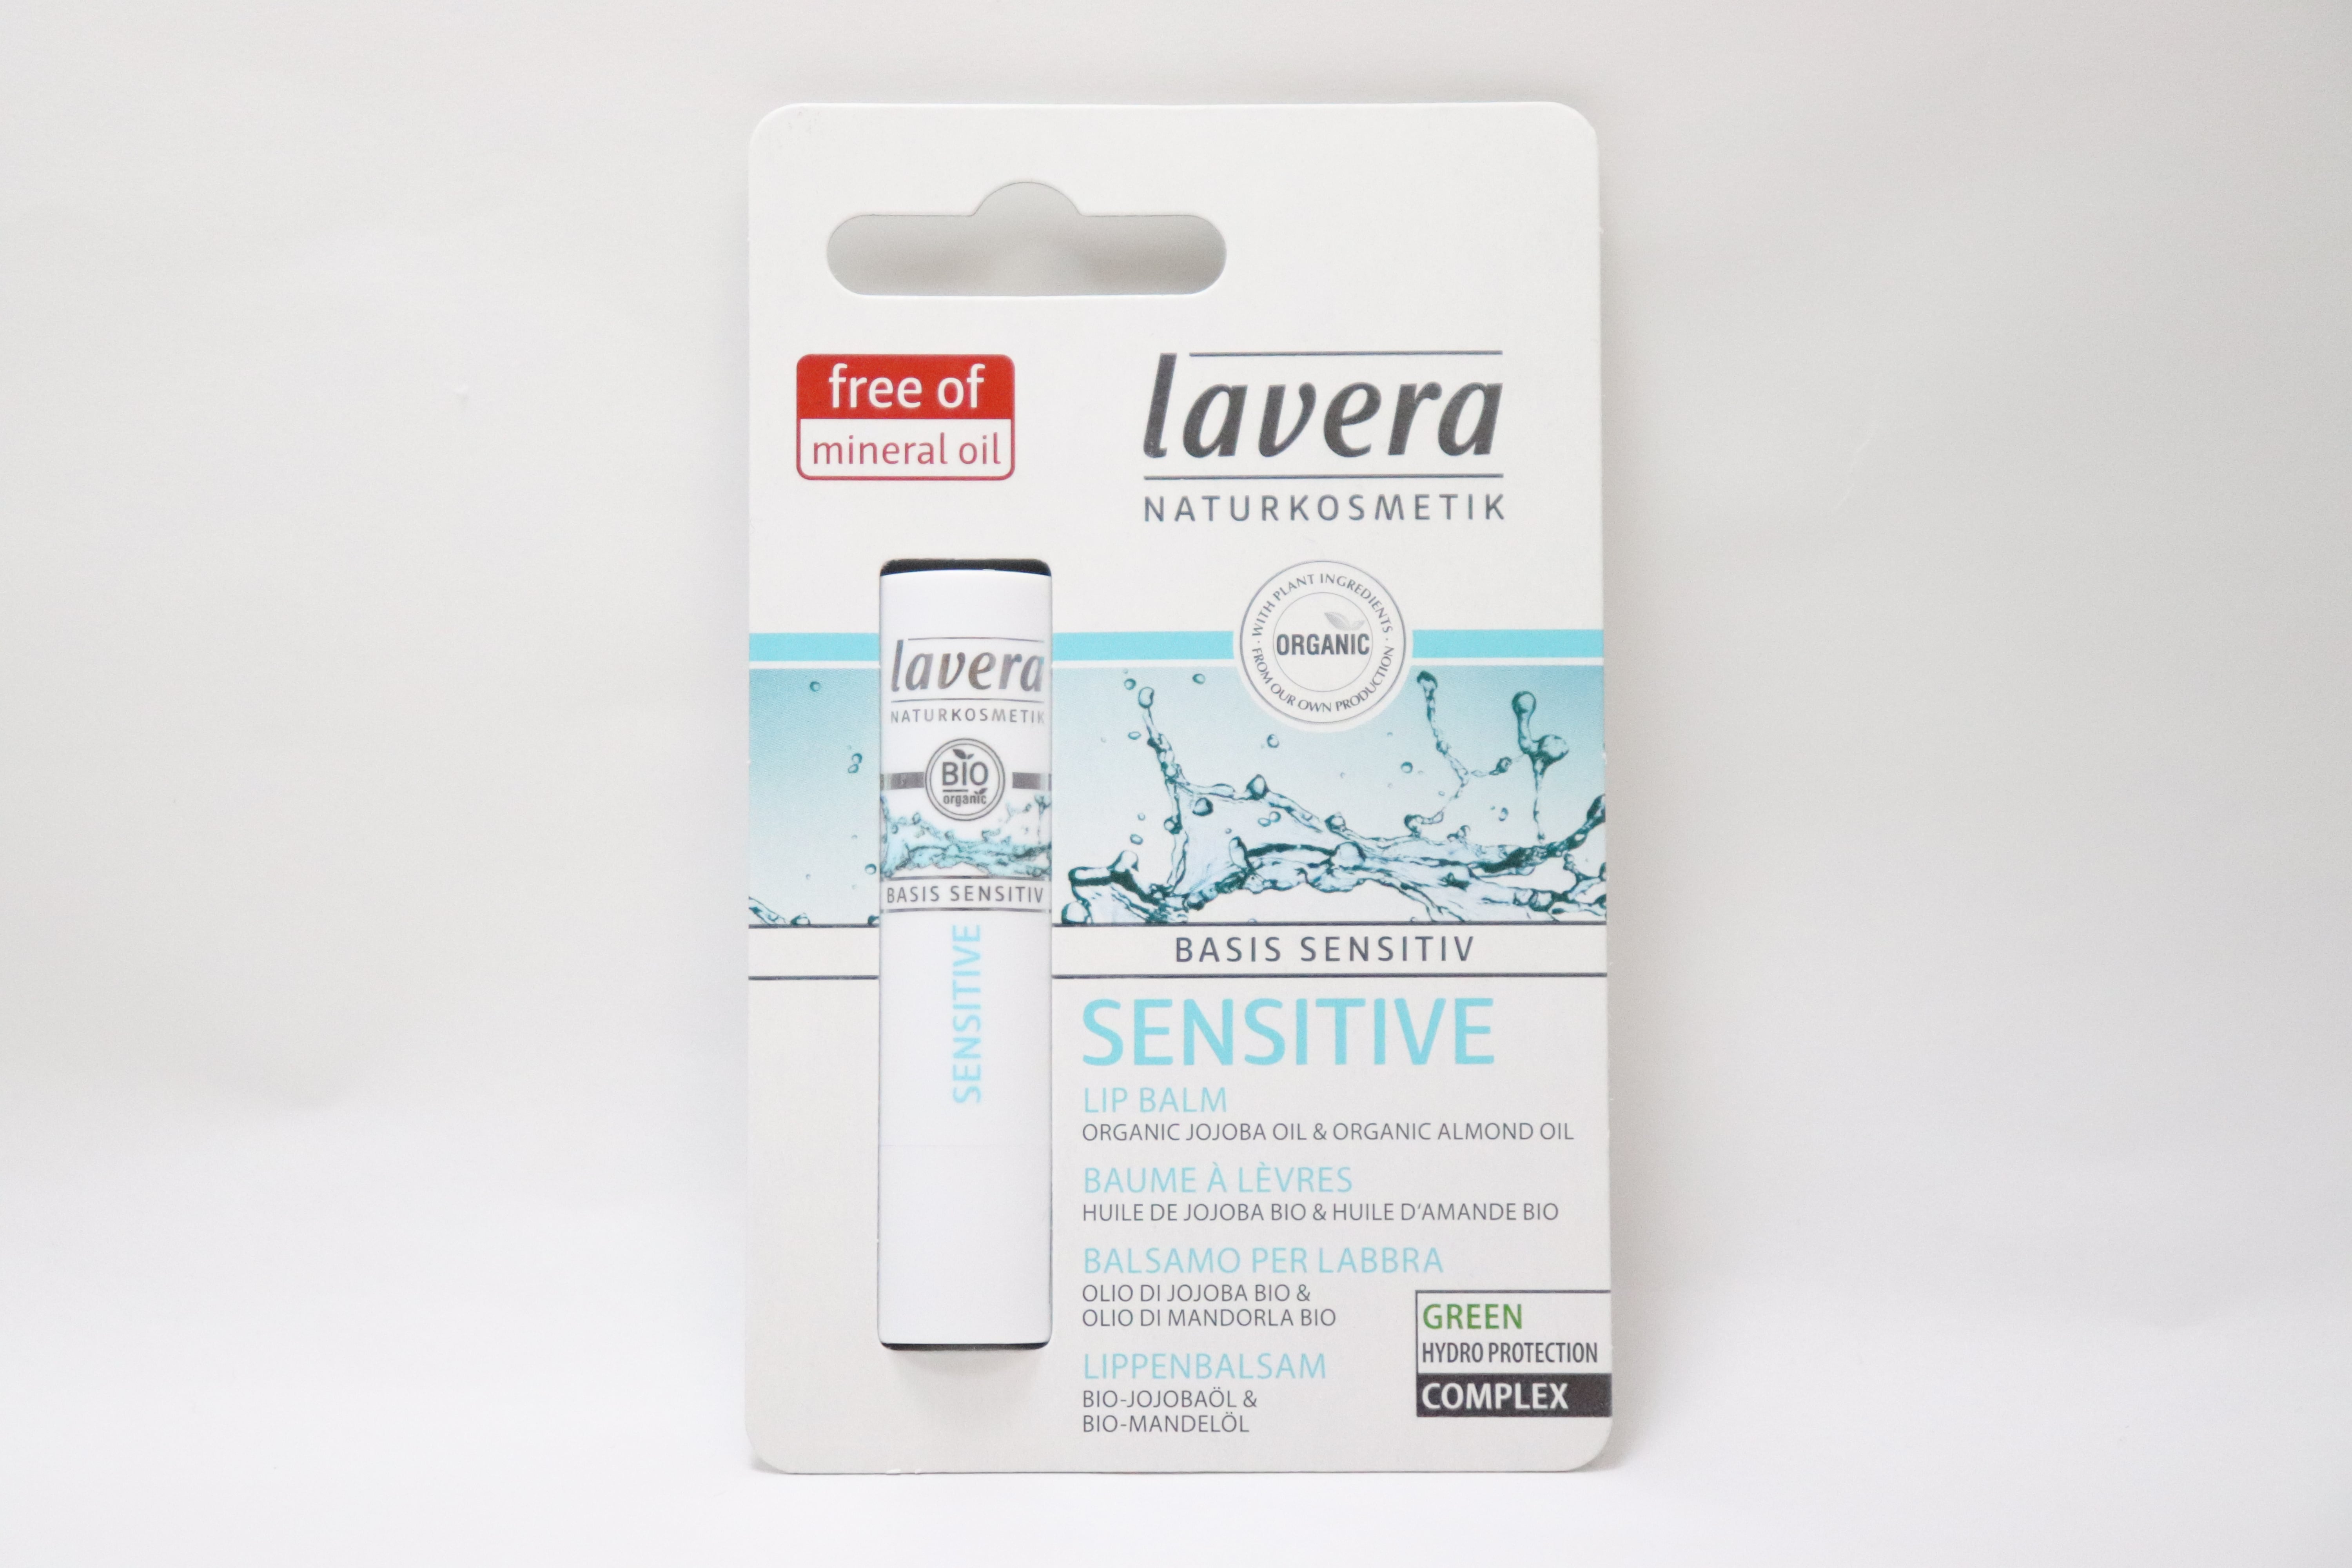 free of
mineral oil
lavera
NATURKOSMETIK
· WITH PLANT INGREDIENTS ·
FROM OUR OWN PRODUCTION
ORGANIC
lavera
NATURKOSMETIK
BIO
organic
BASIS SENSITIV
SENSITIVE
BASIS SENSITIV
SENSITIVE
LIP BALM
ORGANIC JOJOBA OIL & ORGANIC ALMOND OIL
BAUME À LÈVRES
HUILE DE JOJOBA BIO & HUILE D'AMANDE BIO
BALSAMO PER LABBRA
OLIO DI JOJOBA BIO &
OLIO DI MANDORLA BIO
LIPPENBALSAM
BIO-JOJOBAÖL &
BIO-MANDELÖL
GREEN
HYDRO PROTECTION
COMPLEX